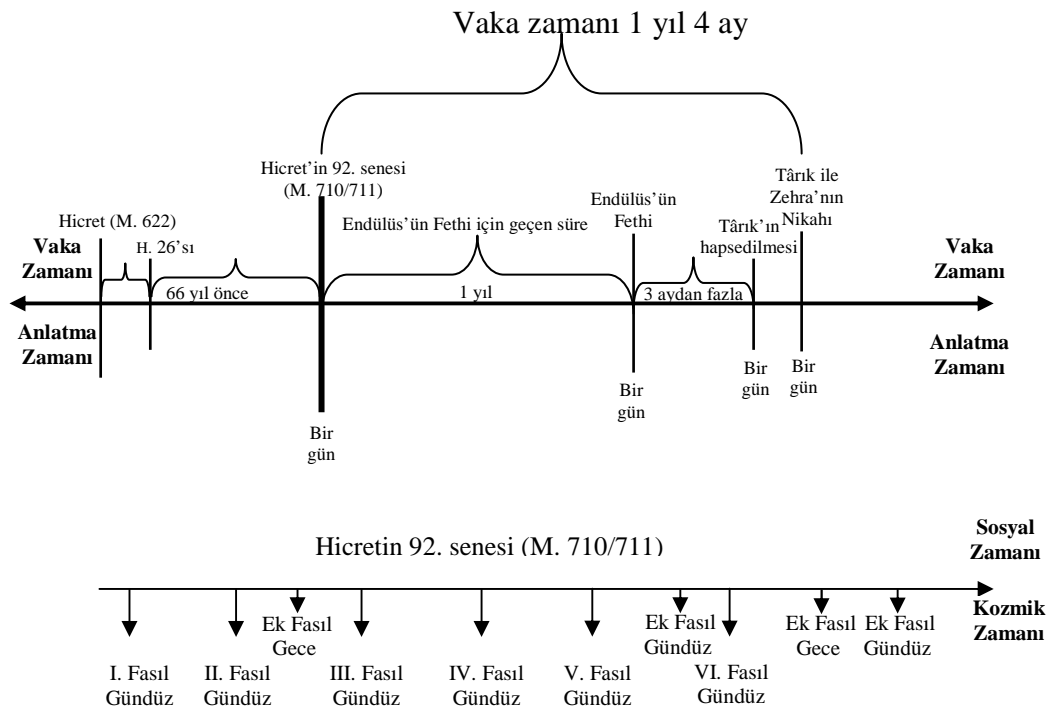 Vaka zamanı 1 yıl 4 ay
Hicret'in 92. senesi
(M. 710/711)
Târık ile
Zehra'nın
Nikahı
Endülüs'ün
Fethi
Hicret (M. 622)
Endülüs'ün Fethi için geçen süre
Târık'ın
hapsedilmesi
Vaka
Zamanı
H. 26'sı
Vaka
Zamanı
66 yıl önce
1 yıl
3 aydan fazla
Anlatma
Zamanı
Anlatma
Zamanı
Bir
gün
Bir
gün
Bir
gün
Bir
gün
Hicretin 92. senesi (M. 710/711)
Sosyal
Zamanı
Kozmik
Zamanı
Ek Fasıl
Gece
Ek Fasıl
Gündüz
Ek Fasıl
Gece
Ek Fasıl
Gündüz
I. Fasıl
Gündüz
II. Fasıl
Gündüz
III. Fasıl
Gündüz
IV. Fasıl
Gündüz
V. Fasıl
Gündüz
VI. Fasıl
Gündüz